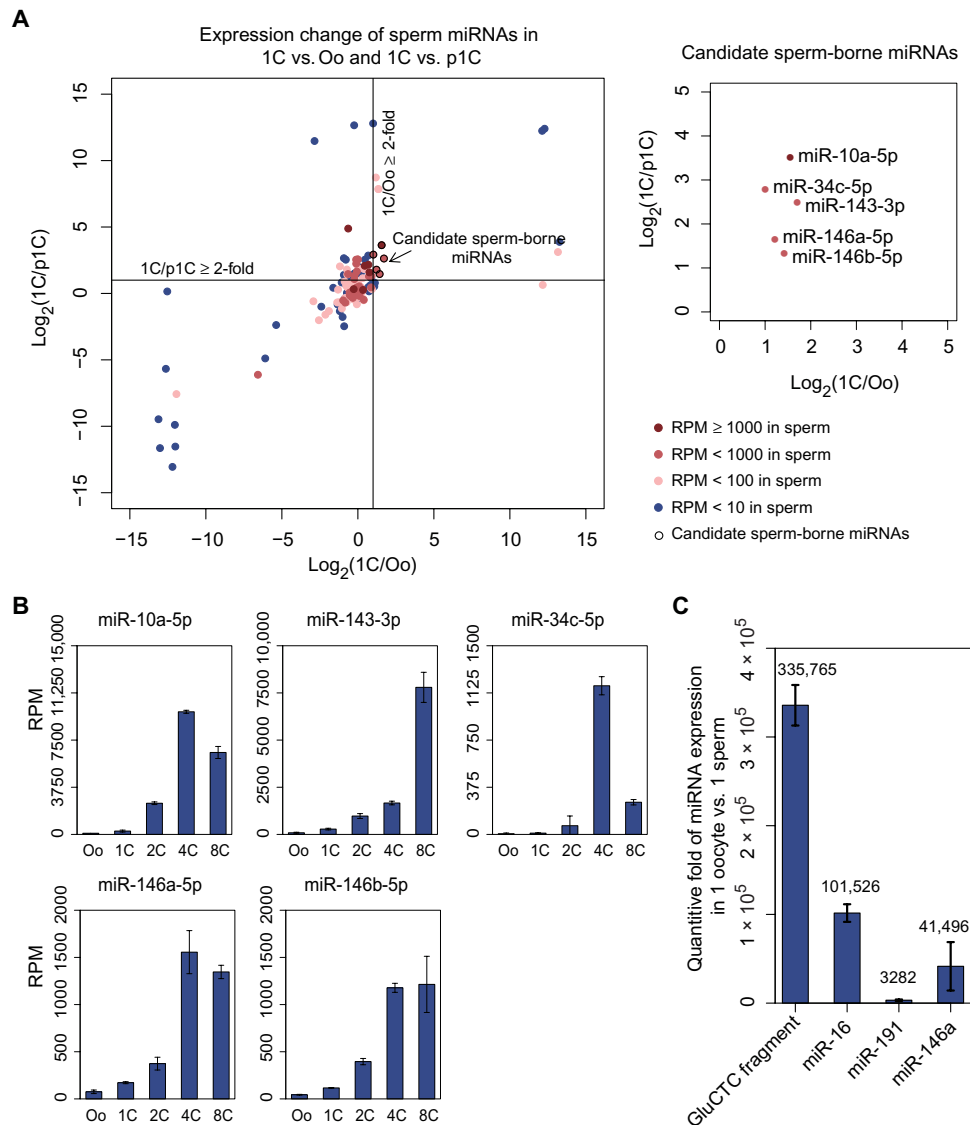 A
Expression change of sperm miRNAs in
1C vs. Oo and 1C vs. p1C
Log2(1C/p1C)
15
10
5
0
−5
−10
−15
1C/Oo ≥ 2-fold
1C/p1C ≥ 2-fold
Candidate sperm-borne
miRNAs
−15 −10 −5 0 5 10 15
Log2(1C/Oo)
Candidate sperm-borne miRNAs
Log2(1C/p1C)
5
4
3
2
1
0
miR-10a-5p
miR-34c-5p
miR-143-3p
miR-146a-5p
miR-146b-5p
0 1 2 3 4 5
Log2(1C/Oo)
RPM ≥ 1000 in sperm
RPM < 1000 in sperm
RPM < 100 in sperm
RPM < 10 in sperm
Candidate sperm-borne miRNAs
B
miR-10a-5p
RPM
15,000
11,250
7500
3750
0
Oo 1C 2C 4C 8C
miR-143-3p
10,000
7500
5000
2500
0
Oo 1C 2C 4C 8C
miR-34c-5p
1500
1125
750
375
0
Oo 1C 2C 4C 8C
miR-146a-5p
RPM
2000
1500
1000
500
0
Oo 1C 2C 4C 8C
miR-146b-5p
2000
1500
1000
500
0
Oo 1C 2C 4C 8C
C
Quantitive fold of miRNA expression
in 1 oocyte vs. 1 sperm
4 × 10^5
3 × 10^5
2 × 10^5
1 × 10^5
0
335,765
101,526
3282
41,496
GluCTC fragment
miR-16
miR-191
miR-146a